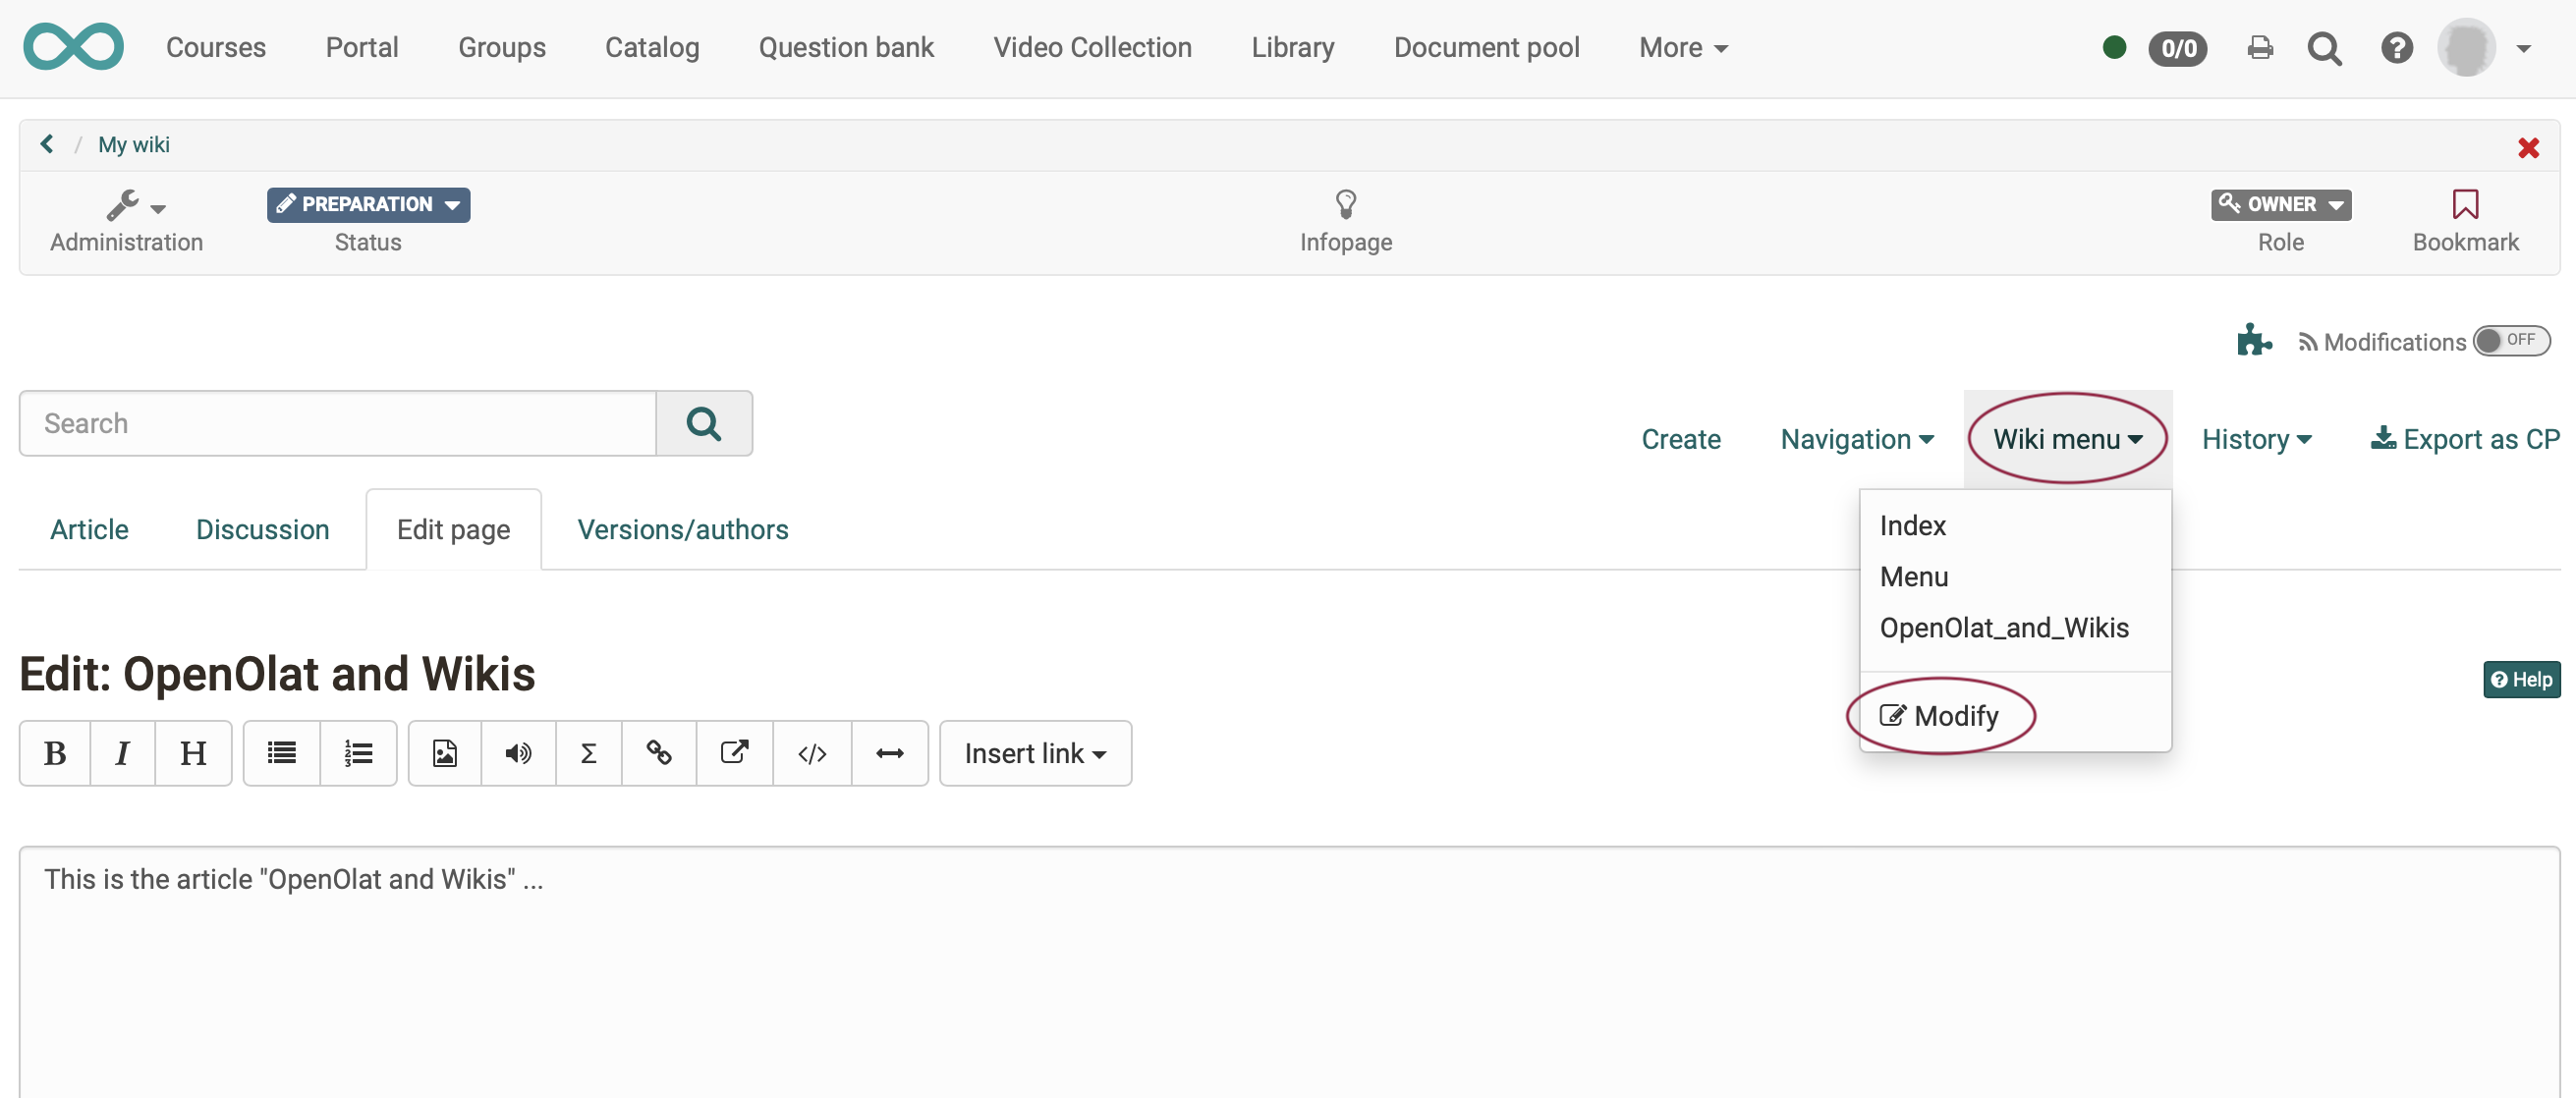 Courses Portal Groups Catalog Question bank Video Collection Library Document pool More 0/0
/ My wiki
PREPARATION OWNER
Administration Status Infopage Role Bookmark
Modifications OFF
Search
Create Navigation Wiki menu History Export as CP
Article Discussion Edit page Versions/authors
Index
Menu
OpenOlat_and_Wikis
Modify
Edit: OpenOlat and Wikis
Help
B I H 1 2 3 Σ </> Insert link
This is the article "OpenOlat and Wikis" ...